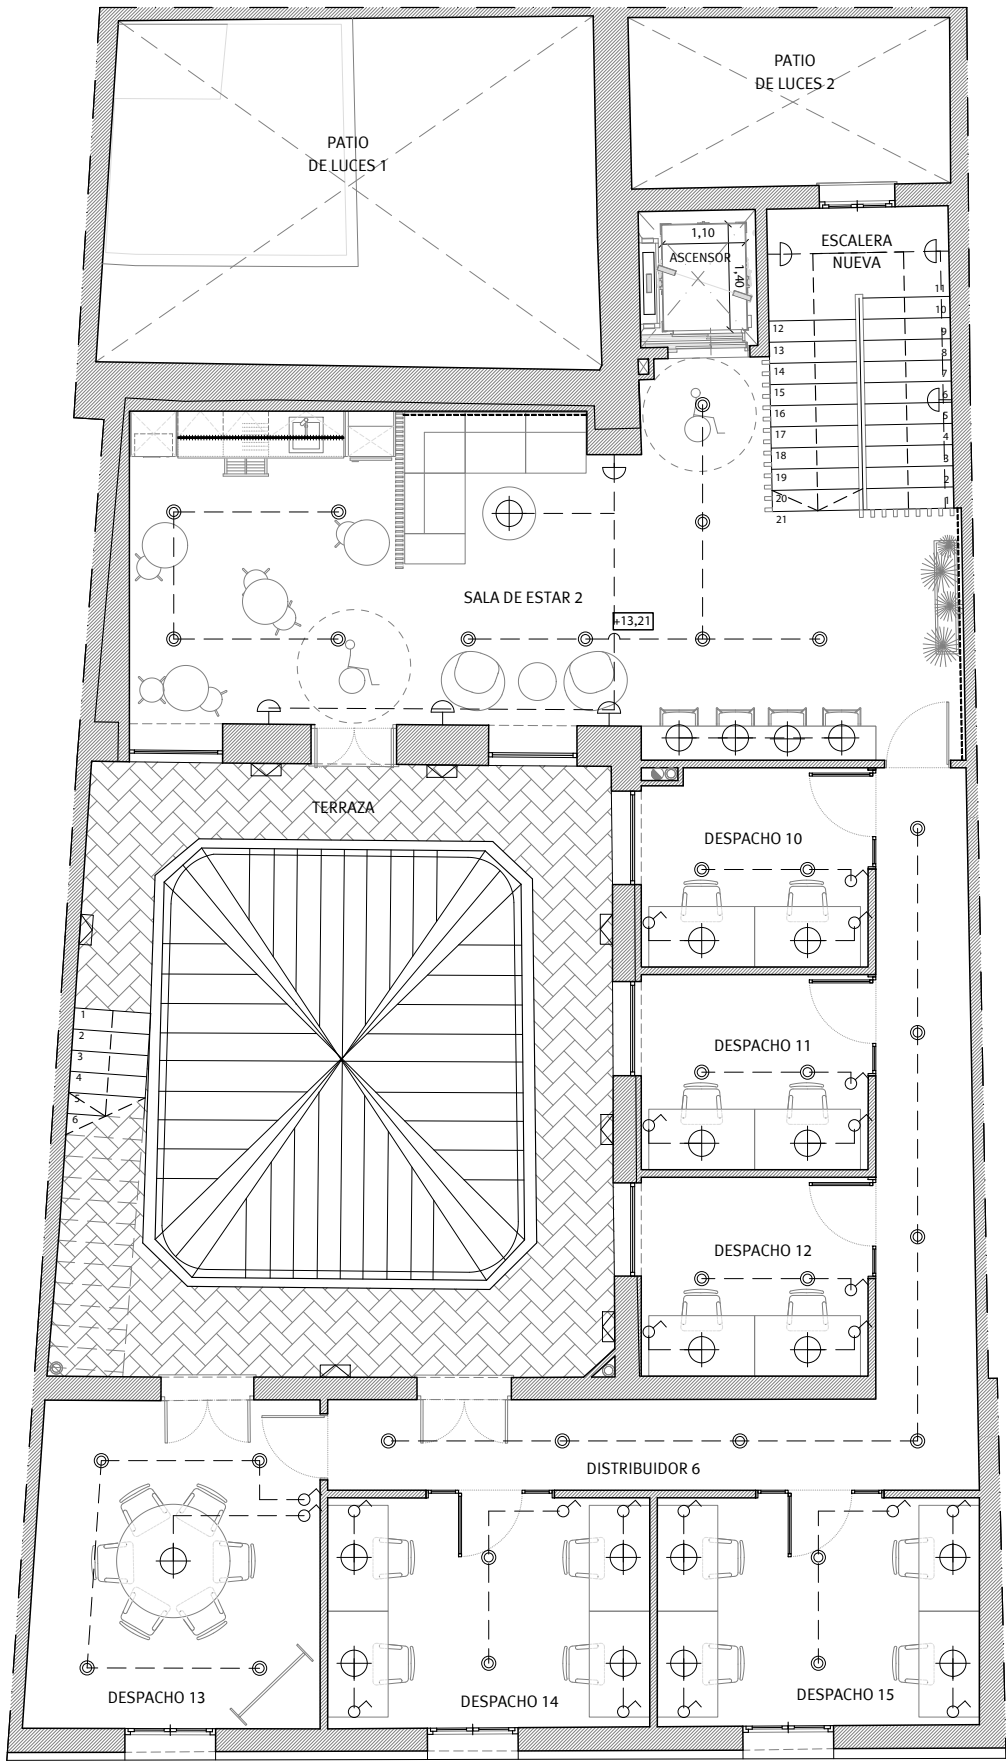 PATIO
DE LUCES 1
PATIO
DE LUCES 2
1,10
ASCENSOR
1,40
ESCALERA
NUEVA
11
10
9
8
7
6
5
4
3
2
1
12
13
14
15
16
17
18
19
20
21
SALA DE ESTAR 2
+13,21
TERRAZA
DESPACHO 10
1
2
3
4
5
6
DESPACHO 11
DESPACHO 12
DISTRIBUIDOR 6
DESPACHO 13
DESPACHO 14
DESPACHO 15